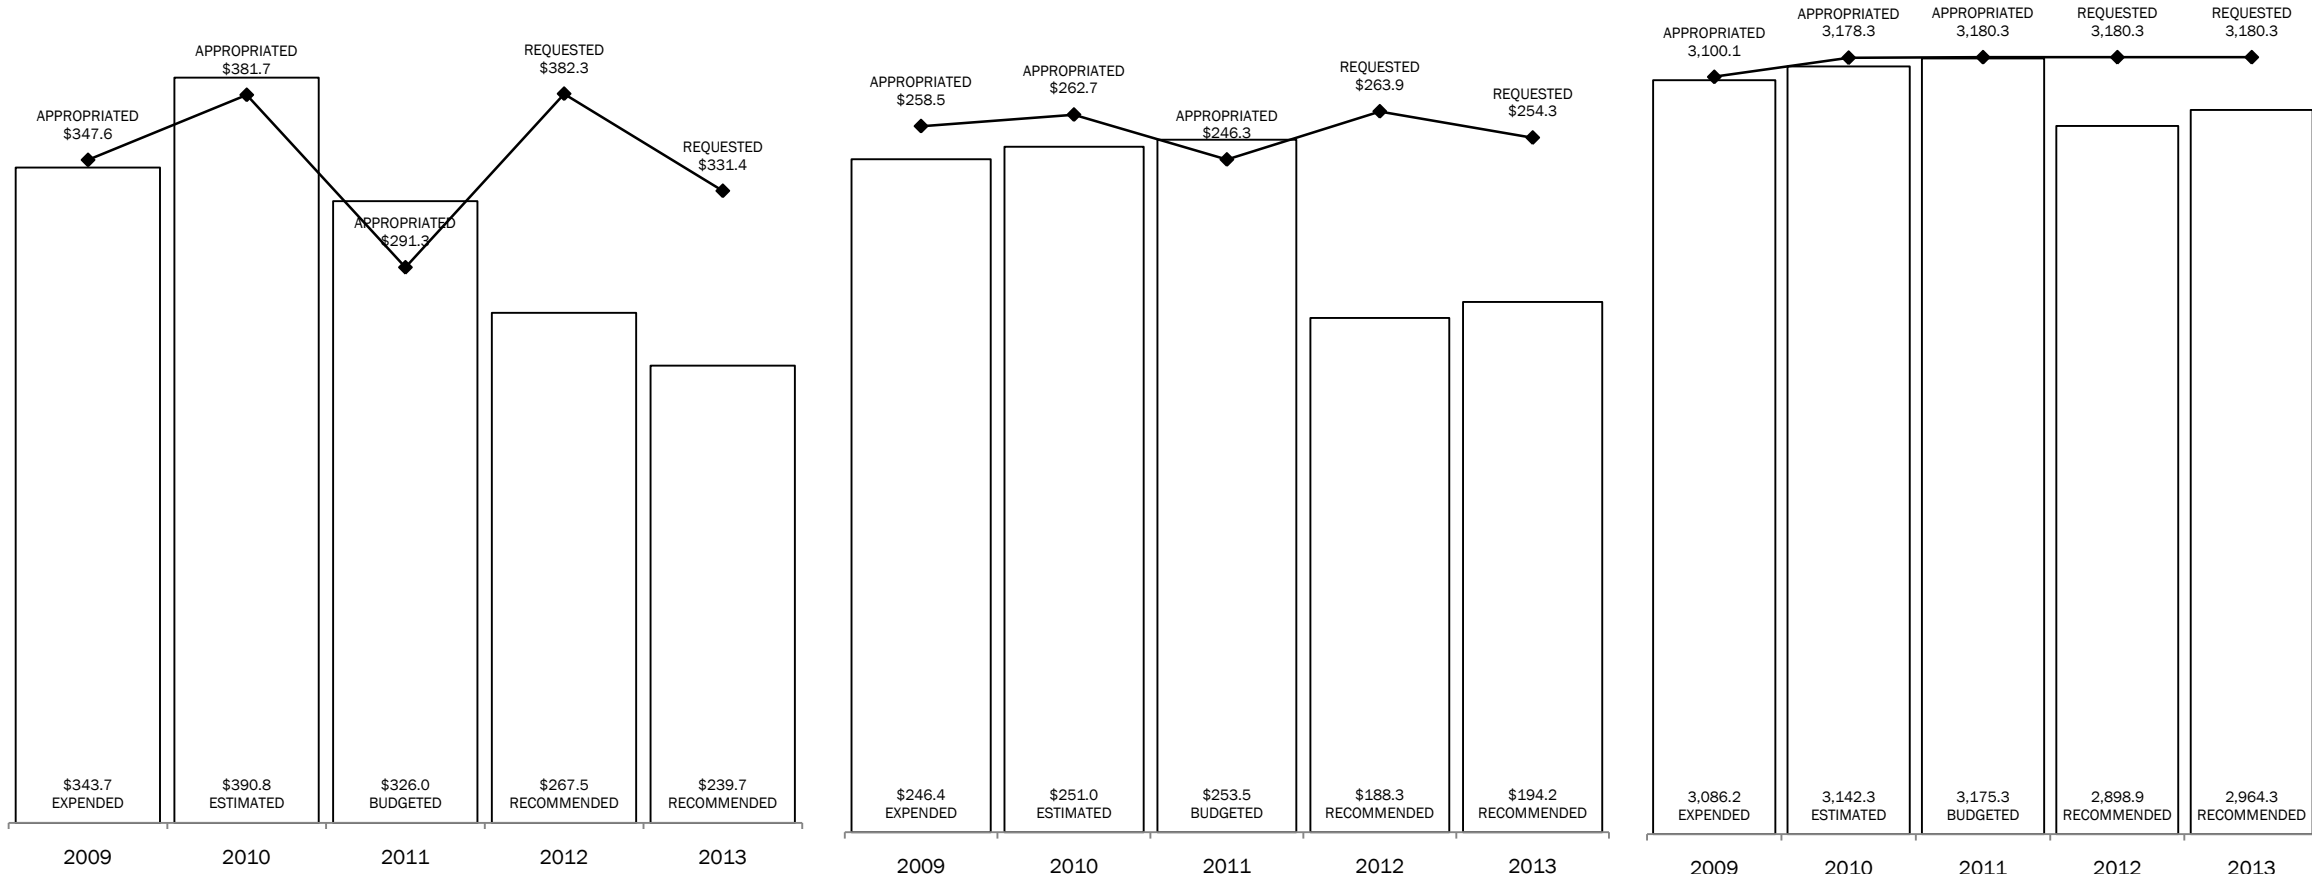 APPROPRIATED
$347.6
APPROPRIATED
$381.7
APPROPRIATED
$291.3
REQUESTED
$382.3
REQUESTED
$331.4
$343.7
EXPENDED
$390.8
ESTIMATED
$326.0
BUDGETED
$267.5
RECOMMENDED
$239.7
RECOMMENDED
2009
2010
2011
2012
2013
APPROPRIATED
$258.5
APPROPRIATED
$262.7
APPROPRIATED
$246.3
REQUESTED
$263.9
REQUESTED
$254.3
$246.4
EXPENDED
$251.0
ESTIMATED
$253.5
BUDGETED
$188.3
RECOMMENDED
$194.2
RECOMMENDED
2009
2010
2011
2012
2013
APPROPRIATED
3,100.1
APPROPRIATED
3,178.3
APPROPRIATED
3,180.3
REQUESTED
3,180.3
REQUESTED
3,180.3
3,086.2
EXPENDED
3,142.3
ESTIMATED
3,175.3
BUDGETED
2,898.9
RECOMMENDED
2,964.3
RECOMMENDED
2009
2010
2011
2012
2013